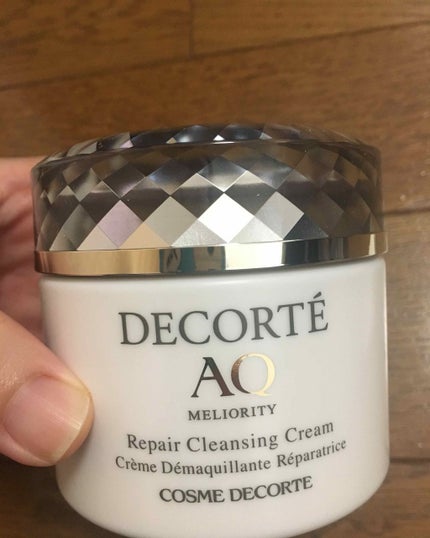 DECORTÉ
AQ
MELIORITY
Repair Cleansing Cream
Crème Démaquillante Réparatrice
COSME DECORTE